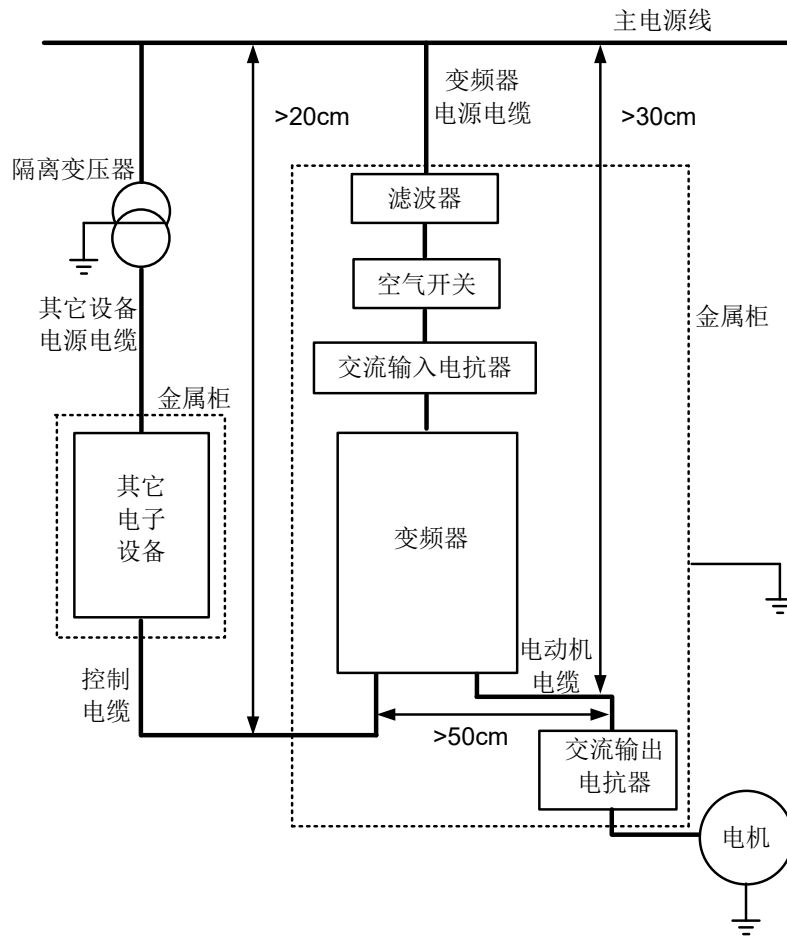 主电源线
变频器
电源电缆
>20cm
>30cm
隔离变压器
滤波器
空气开关
其它设备
电源电缆
金属柜
交流输入电抗器
金属柜
其它
电子
设备
变频器
电动机
电缆
控制
电缆
>50cm
交流输出
电抗器
电机